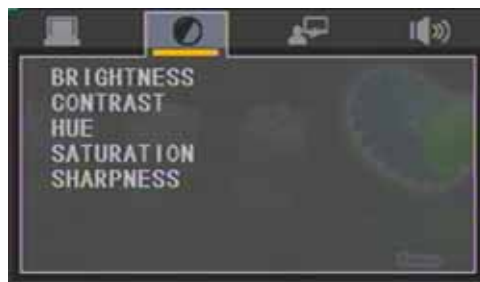 BRIGHTNESS
CONTRAST
HUE
SATURATION
SHARPNESS